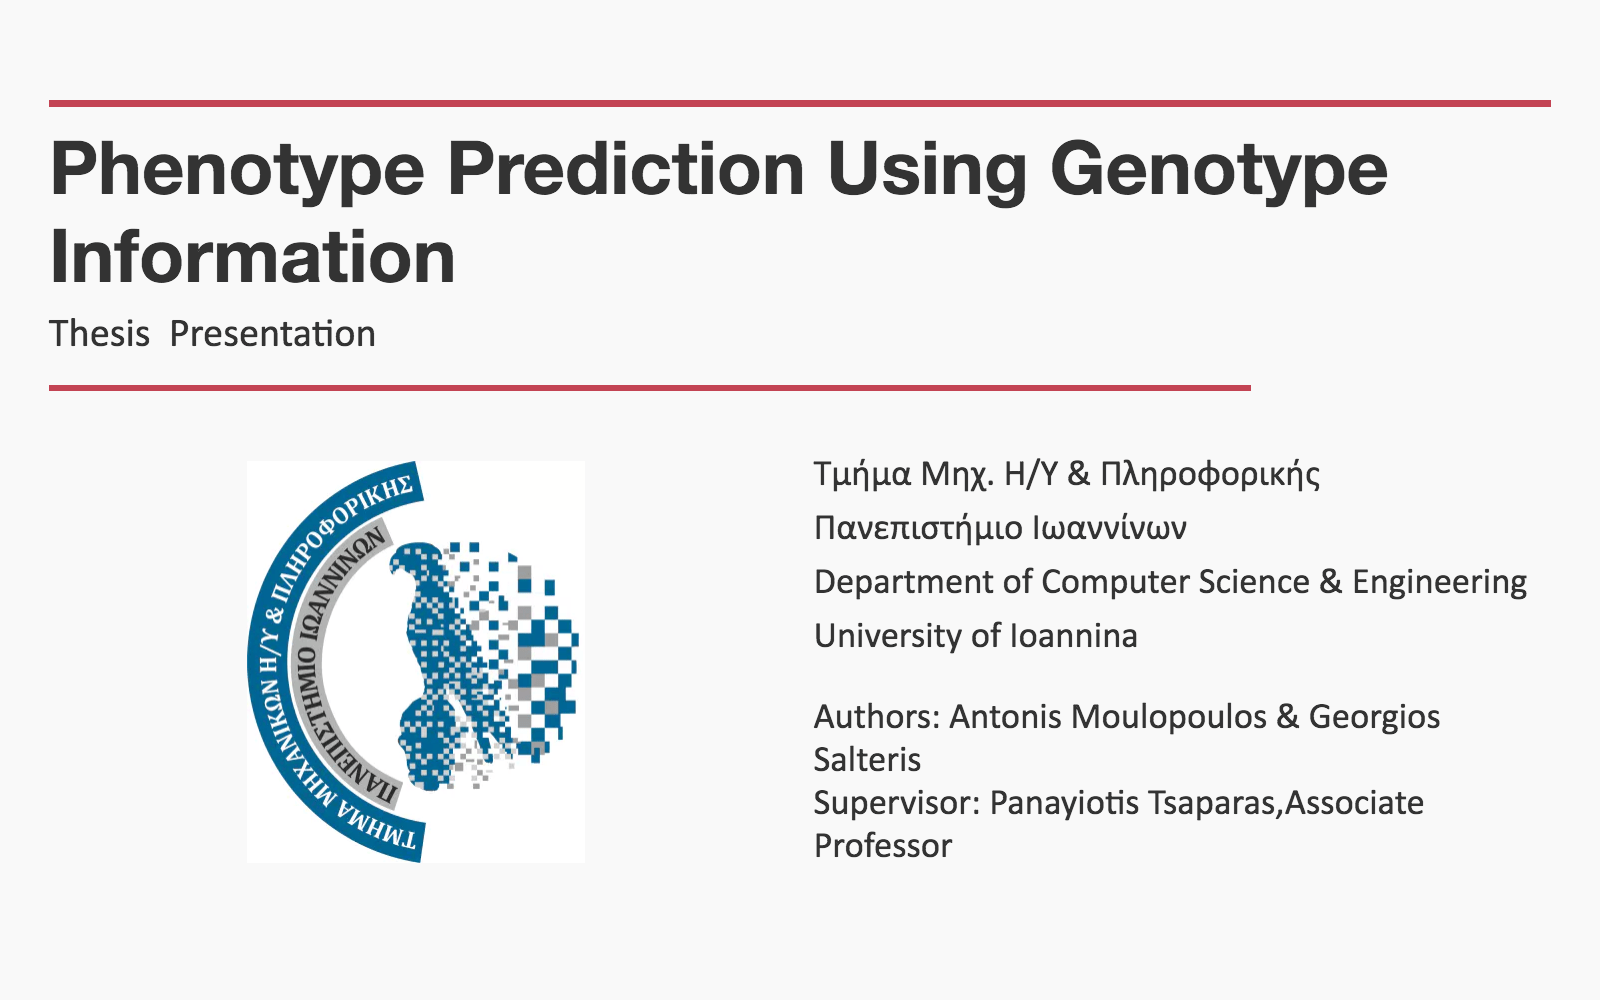 Phenotype Prediction Using Genotype
Information
Thesis Presentation
ΤΜΗΜΑ ΜΗΧΑΝΙΚΩΝ Η/Υ & ΠΛΗΡΟΦΟΡΙΚΗΣ
ΠΑΝΕΠΙΣΤΗΜΙΟ ΙΩΑΝΝΙΝΩΝ
Τμήμα Μηχ. Η/Υ & Πληροφορικής
Πανεπιστήμιο Ιωαννίνων
Department of Computer Science & Engineering
University of Ioannina
Authors: Antonis Moulopoulos & Georgios
Salteris
Supervisor: Panayiotis Tsaparas,Associate
Professor